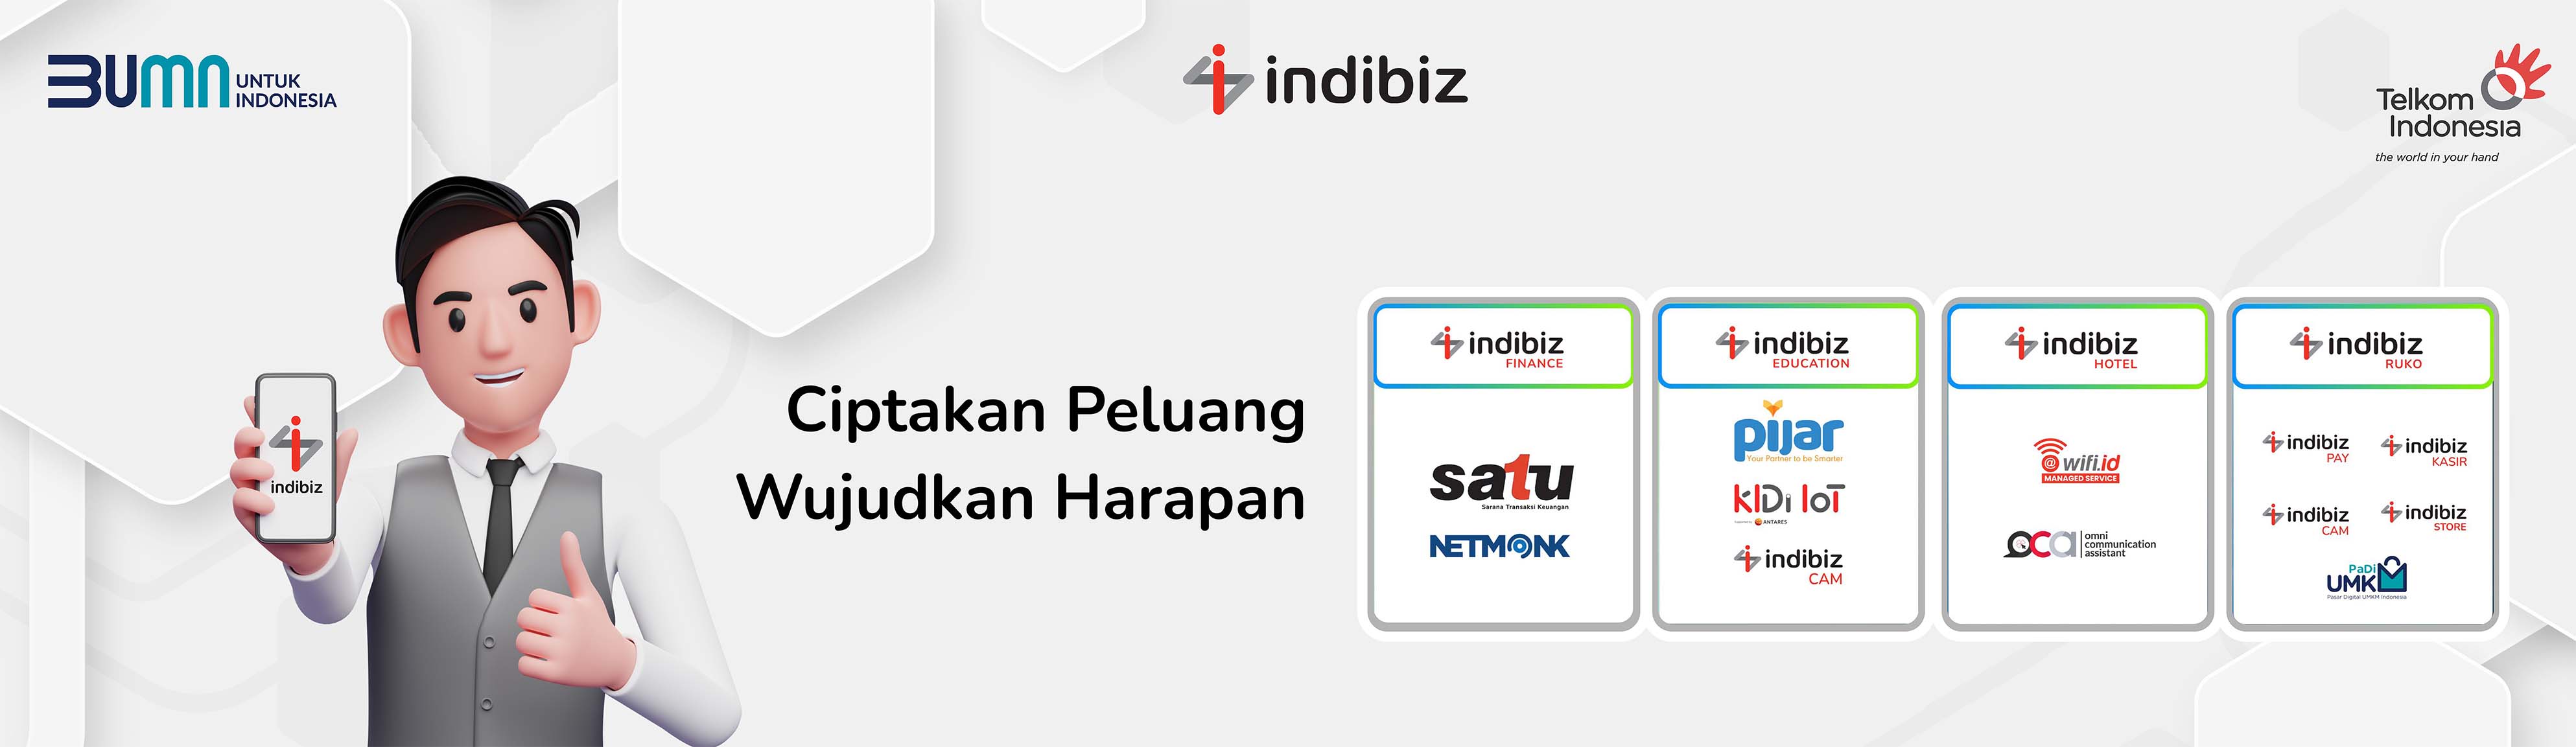 BUMN UNTUK
INDONESIA
indibiz
Telkom
Indonesia
the world in your hand
indibiz
Ciptakan Peluang
Wujudkan Harapan
indibiz
FINANCE
satu
Sarana Transaksi Keuangan
NETMONK
indibiz
EDUCATION
pijar
Your Partner to be Smarter
KIDi IoT
Supported by ANTARES
indibiz
CAM
indibiz
HOTEL
@wifi.id
MANAGED SERVICE
oca omni
communication
assistant
indibiz
RUKO
indibiz
PAY
indibiz
KASIR
indibiz
CAM
indibiz
STORE
PaDi
UMKM
Pasar Digital UMKM Indonesia